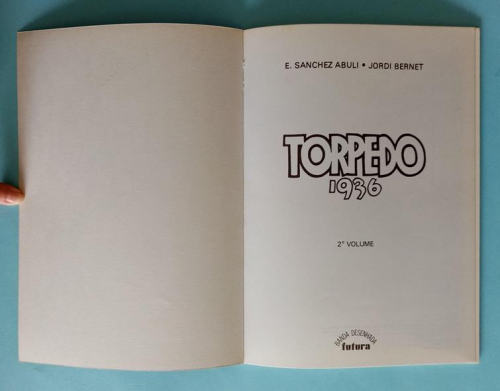 E. SANCHEZ ABULI • JORDI BERNET
TORPEDO
1936
2° VOLUME
BANDA DESENHADA
futura